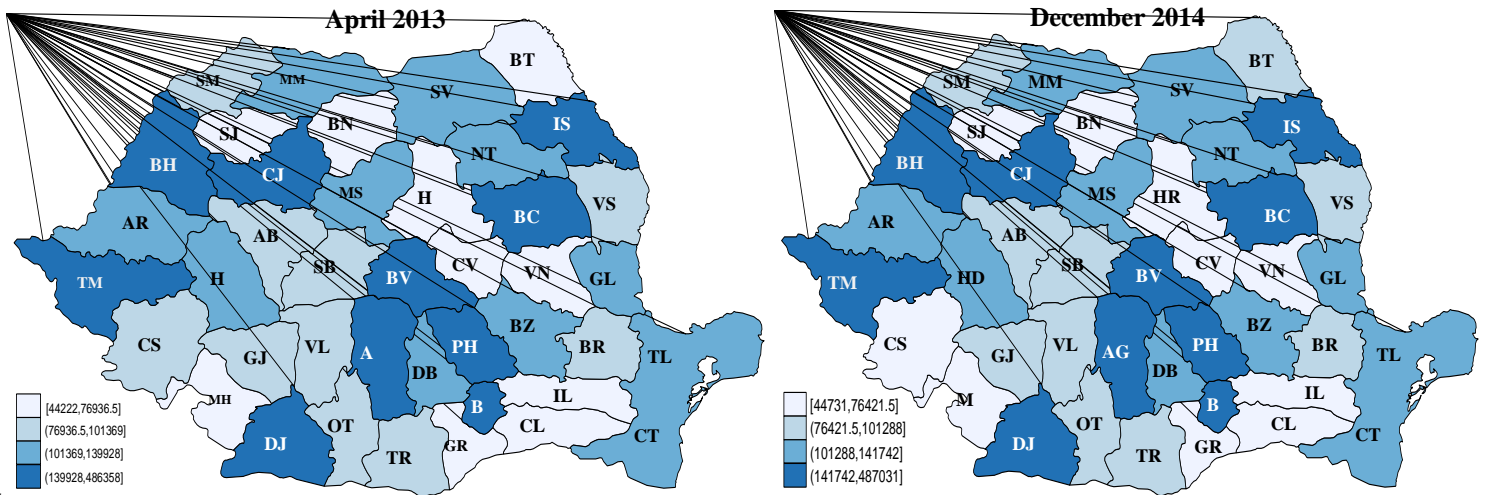 April 2013
BT
SM
MM
SV
IS
SJ
BN
NT
BH
CJ
MS
H
BC
VS
AR
AB
SB
BV
CV
VN
GL
TM
H
CS
GJ
VL
A
PH
BZ
BR
TL
DB
MH
B
IL
DJ
OT
TR
GR
CL
CT
[44222,76936.5]
(76936.5,101369]
(101369,139928]
(139928,486358]
December 2014
BT
SM
MM
SV
IS
SJ
BN
NT
BH
CJ
MS
HR
BC
VS
AR
AB
SB
BV
CV
VN
GL
TM
HD
CS
GJ
VL
AG
PH
BZ
BR
TL
DB
M
B
IL
DJ
OT
TR
GR
CL
CT
[44731,76421.5]
(76421.5,101288]
(101288,141742]
(141742,487031]